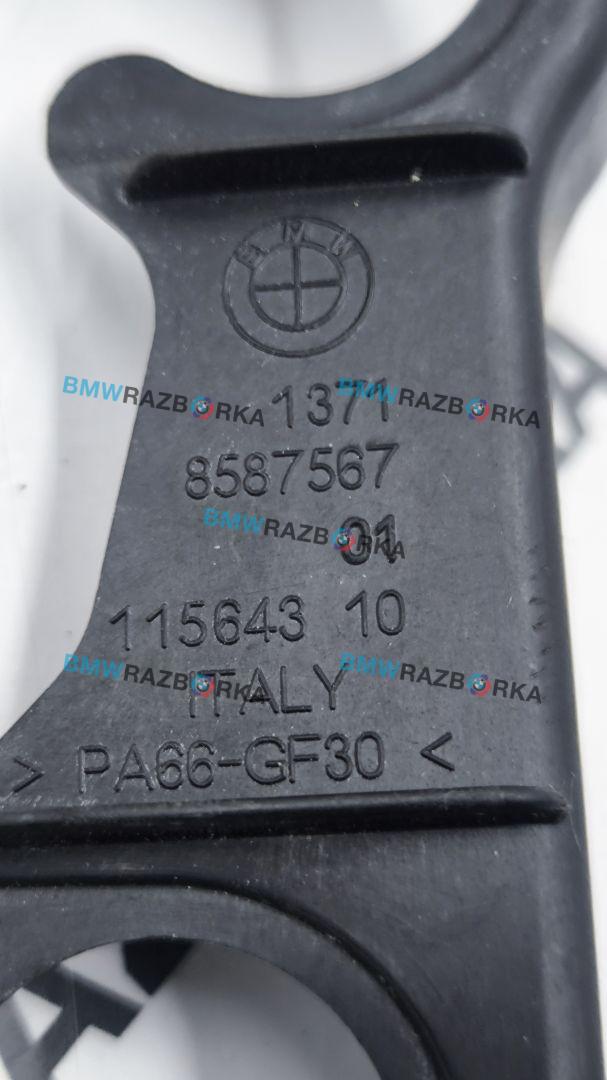 BMW
1371
BMWRAZBORKA BMWRAZBORKA
8587567
BMWRAZBORKA
01
115643 10
BMWRAZBORKA BMWRAZBORKA
ITALY
> PA66-GF30 <